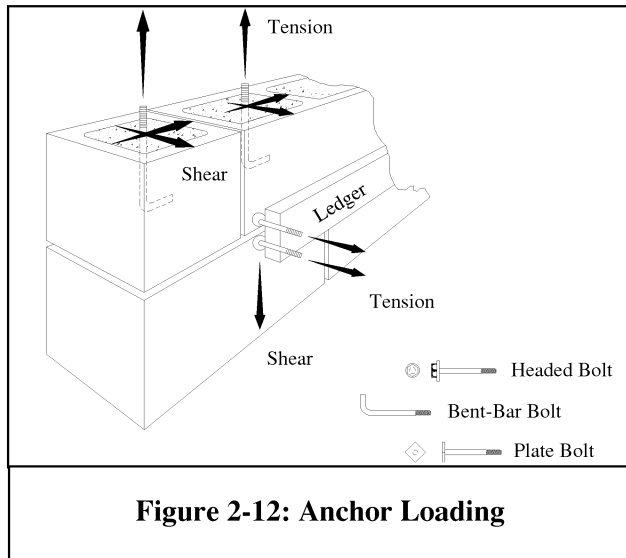 Tension
Shear
Ledger
Tension
Shear
Headed Bolt
Bent-Bar Bolt
Plate Bolt
Figure 2-12: Anchor Loading